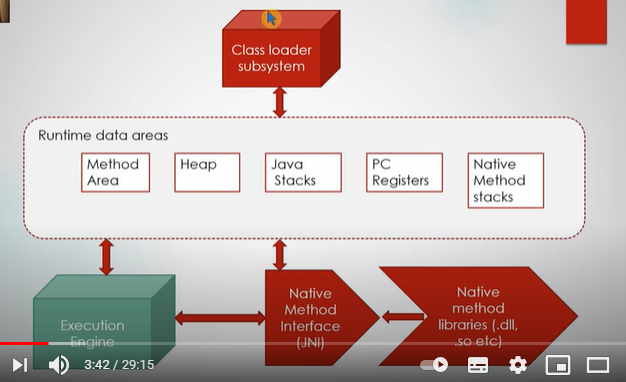 Class loader
subsystem
Runtime data areas
Method
Area
Heap
Java
Stacks
PC
Registers
Native
Method
stacks
Execution
Engine
Native
Method
Interface
(JNI)
Native
method
libraries (.dll,
.so etc)
3:42 / 29:15